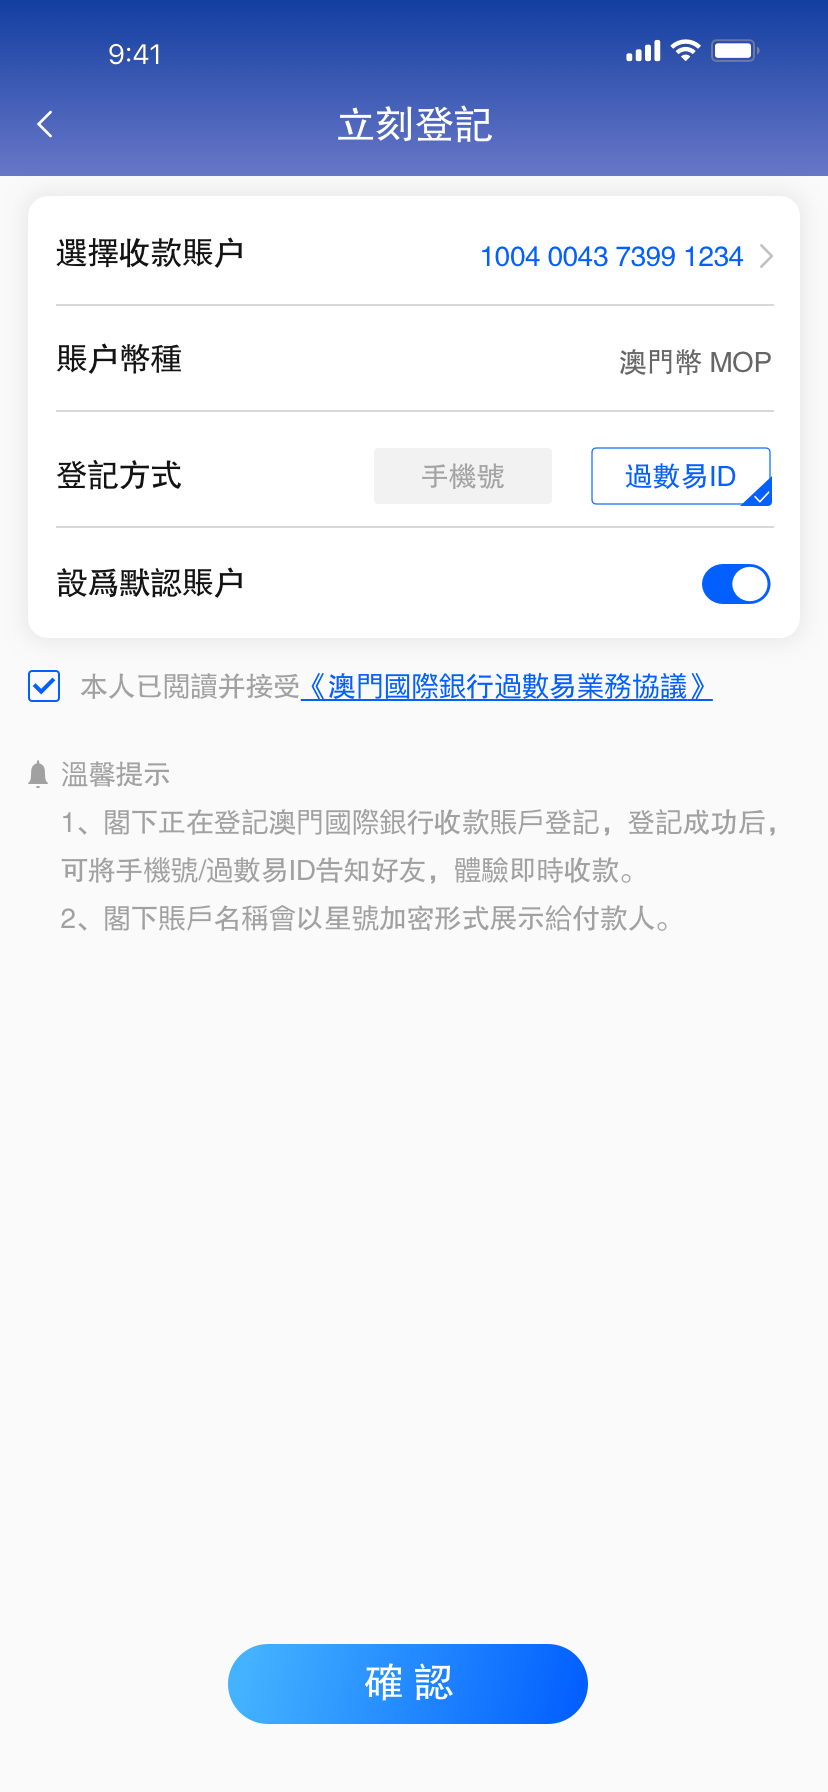 9:41
立刻登記
選擇收款賬户 1004 0043 7399 1234
賬户幣種 澳門幣 MOP
登記方式 手機號 過數易ID
設爲默認賬户
本人已閲讀并接受《澳門國際銀行過數易業務協議》
溫馨提示
1、閣下正在登記澳門國際銀行收款賬戶登記，登記成功后，
可將手機號/過數易ID告知好友，體驗即時收款。
2、閣下賬戶名稱會以星號加密形式展示給付款人。
確 認